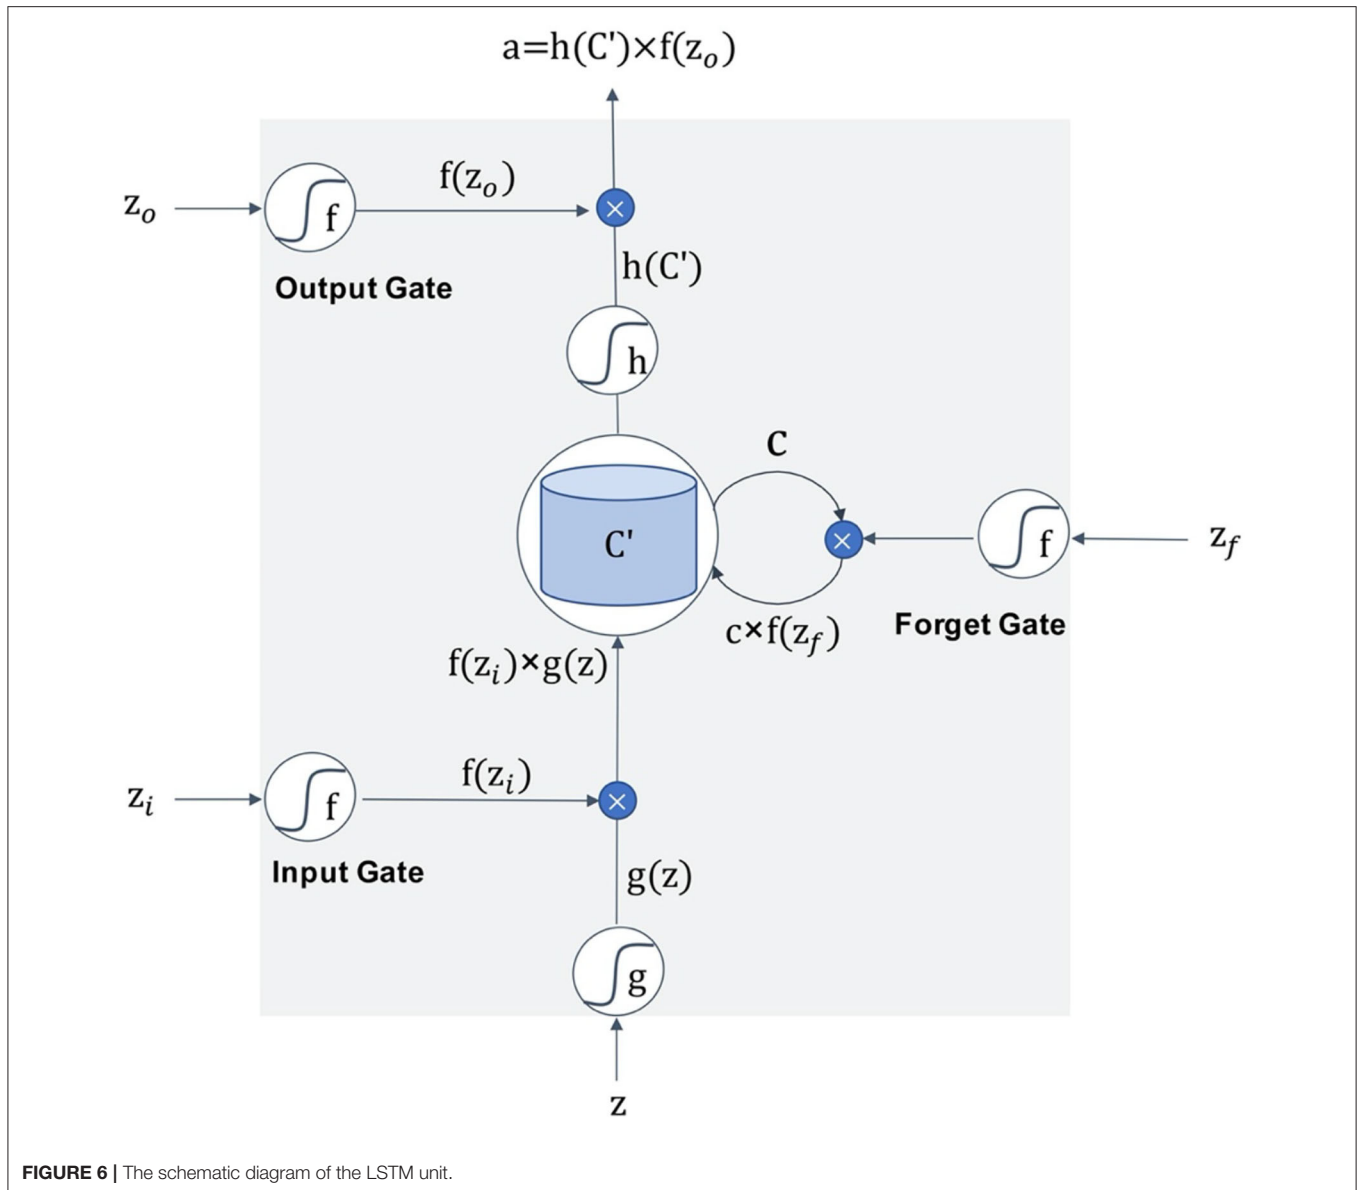 a=h(C')×f(zₒ)
f(zₒ)
zₒ
f
Output Gate
h(C')
h
C
C'
f
z_f
c×f(z_f)
Forget Gate
f(zᵢ)×g(z)
f(zᵢ)
zᵢ
f
Input Gate
g(z)
g
z
FIGURE 6 | The schematic diagram of the LSTM unit.